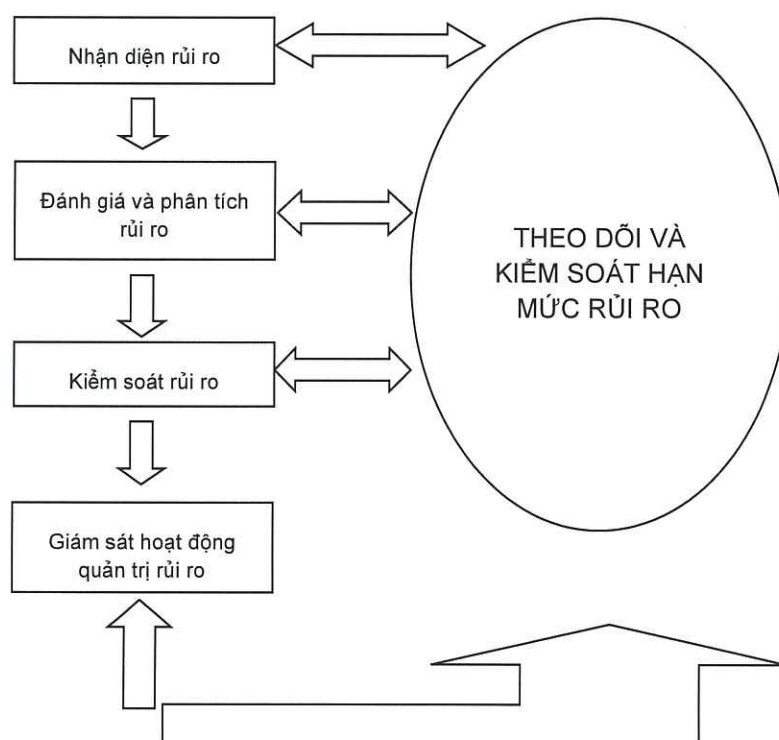 Nhận diện rủi ro
Đánh giá và phân tích
rủi ro
THEO DÕI VÀ
KIỂM SOÁT HẠN
MỨC RỦI RO
Kiểm soát rủi ro
Giám sát hoạt động
quản trị rủi ro